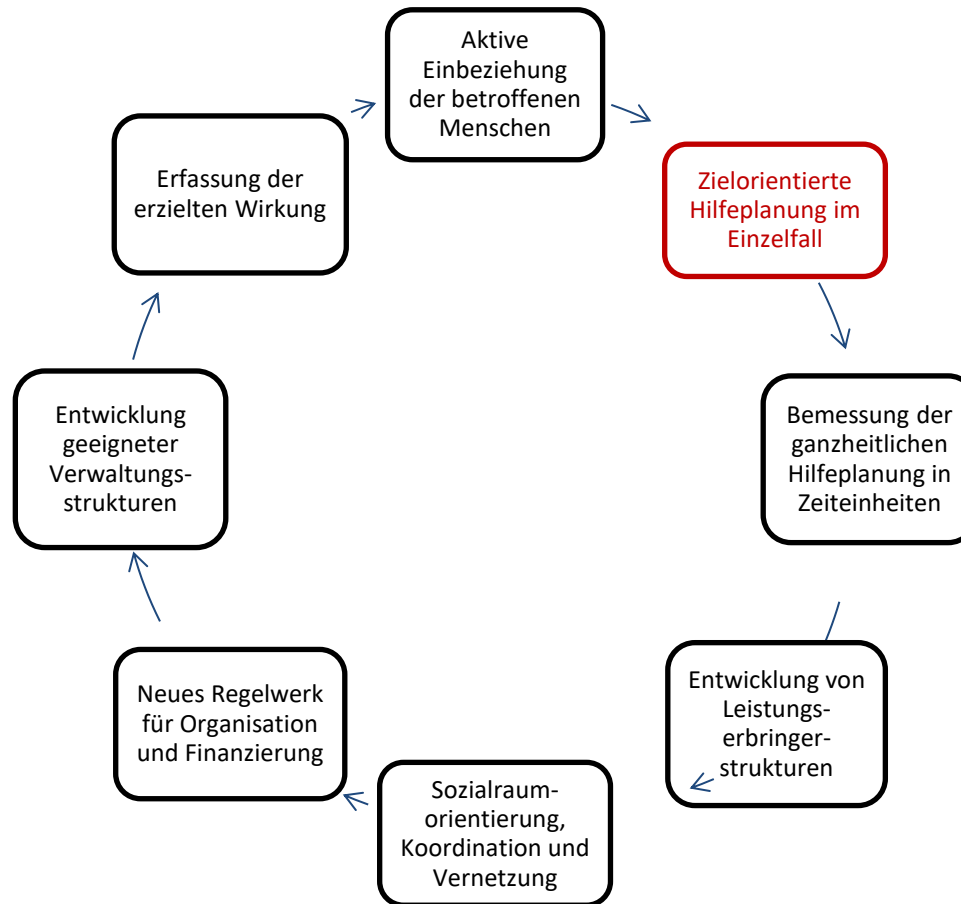 Aktive
Einbeziehung
der betroffenen
Menschen
Zielorientierte
Hilfeplanung im
Einzelfall
Bemessung der
ganzheitlichen
Hilfeplanung in
Zeiteinheiten
Entwicklung von
Leistungs-
erbringer-
strukturen
Sozialraum-
orientierung,
Koordination und
Vernetzung
Neues Regelwerk
für Organisation
und Finanzierung
Entwicklung
geeigneter
Verwaltungs-
strukturen
Erfassung der
erzielten Wirkung